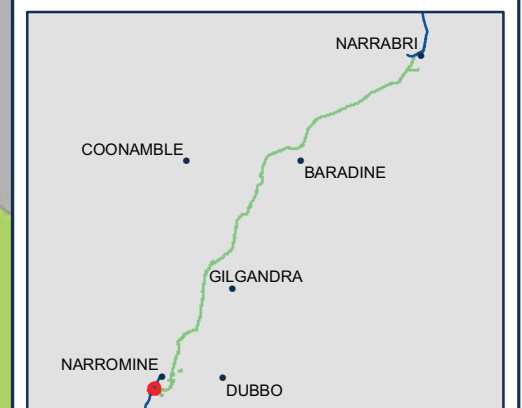 NARRABRI
COONAMBLE
BARADINE
GILGANDRA
NARROMINE
DUBBO